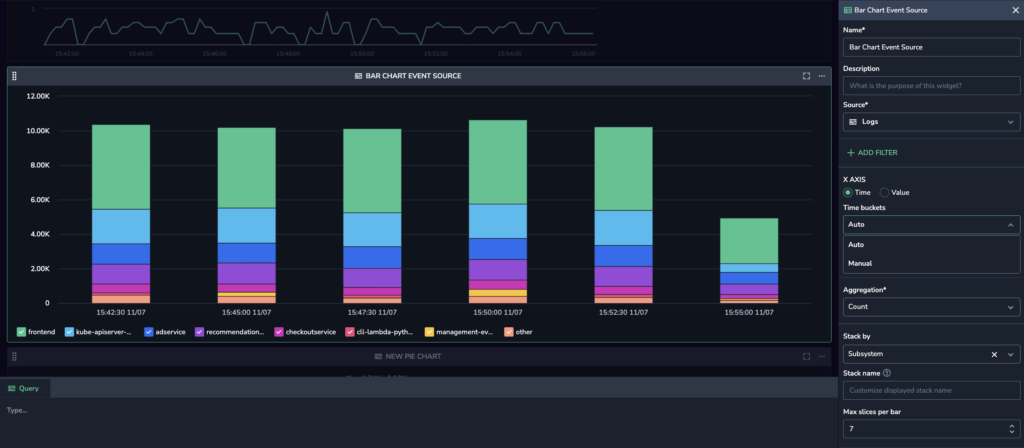 1
15:42:00 15:44:00 15:46:00 15:48:00 15:50:00 15:52:00 15:54:00 15:56:00
BAR CHART EVENT SOURCE
12.00K
10.00K
8.00K
6.00K
4.00K
2.00K
0
15:42:30 11/07 15:45:00 11/07 15:47:30 11/07 15:50:00 11/07 15:52:30 11/07 15:55:00 11/07
frontend kube-apiserver-... adservice recommendation... checkoutservice cll-lambda-pyth... management-ev... other
NEW PIE CHART
Query
Type...
Bar Chart Event Source
Name*
Bar Chart Event Source
Description
What is the purpose of this widget?
Source*
Logs
ADD FILTER
X AXIS
Time Value
Time buckets
Auto
Auto
Manual
Aggregation*
Count
Stack by
Subsystem
Stack name
Customize displayed stack name
Max slices per bar
7